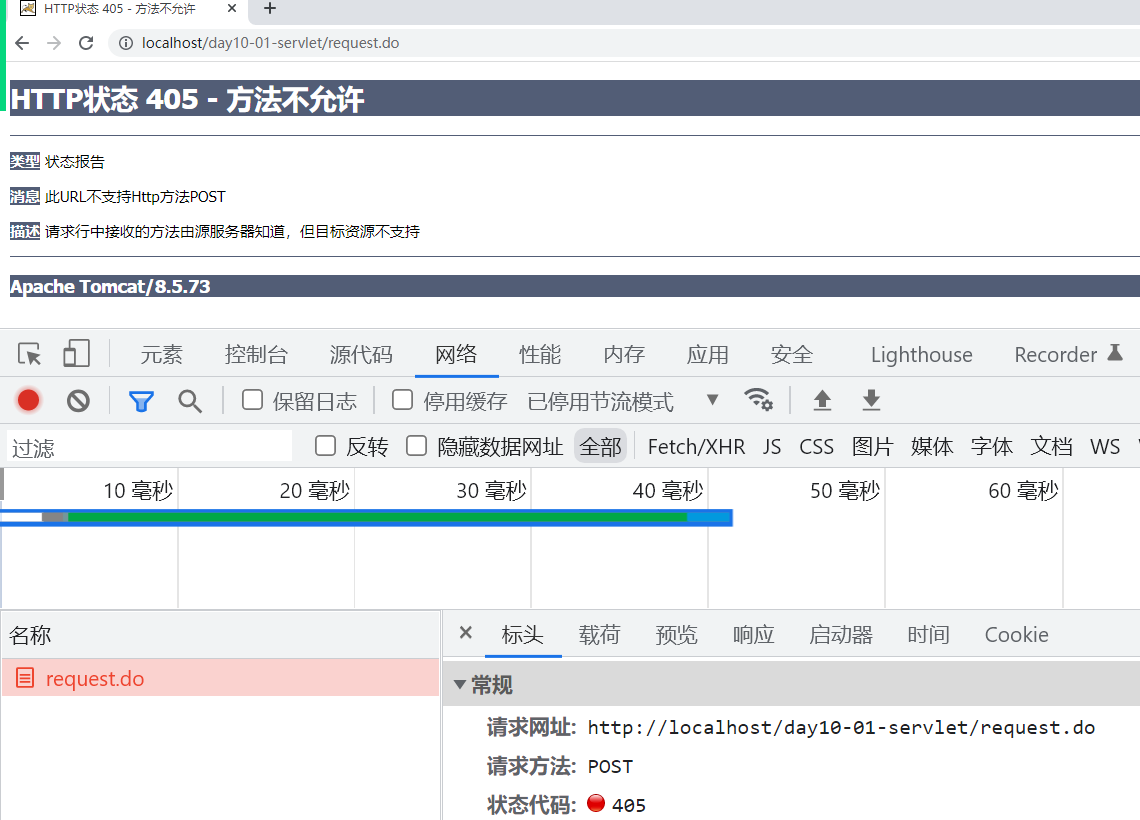 HTTP状态 405 - 方法不允许
localhost/day10-01-servlet/request.do
HTTP状态 405 - 方法不允许
类型 状态报告
消息 此URL不支持Http方法POST
描述 请求行中接收的方法由源服务器知道，但目标资源不支持
Apache Tomcat/8.5.73
元素 控制台 源代码 网络 性能 内存 应用 安全 Lighthouse Recorder
保留日志 停用缓存 已停用节流模式
过滤 反转 隐藏数据网址 全部 Fetch/XHR JS CSS 图片 媒体 字体 文档 WS
10 毫秒 20 毫秒 30 毫秒 40 毫秒 50 毫秒 60 毫秒
名称 × 标头 载荷 预览 响应 启动器 时间 Cookie
request.do
常规
请求网址: http://localhost/day10-01-servlet/request.do
请求方法: POST
状态代码: 405